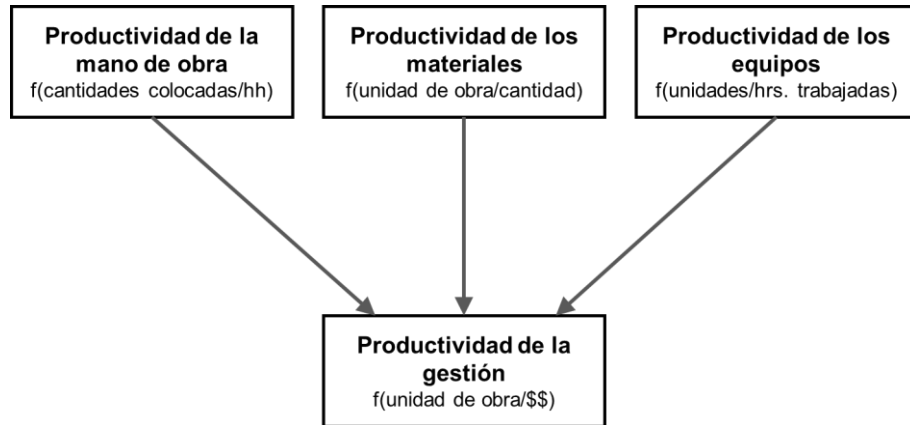 Productividad de la
mano de obra
f(cantidades colocadas/hh)
Productividad de los
materiales
f(unidad de obra/cantidad)
Productividad de los
equipos
f(unidades/hrs. trabajadas)
Productividad de la
gestión
f(unidad de obra/$$)